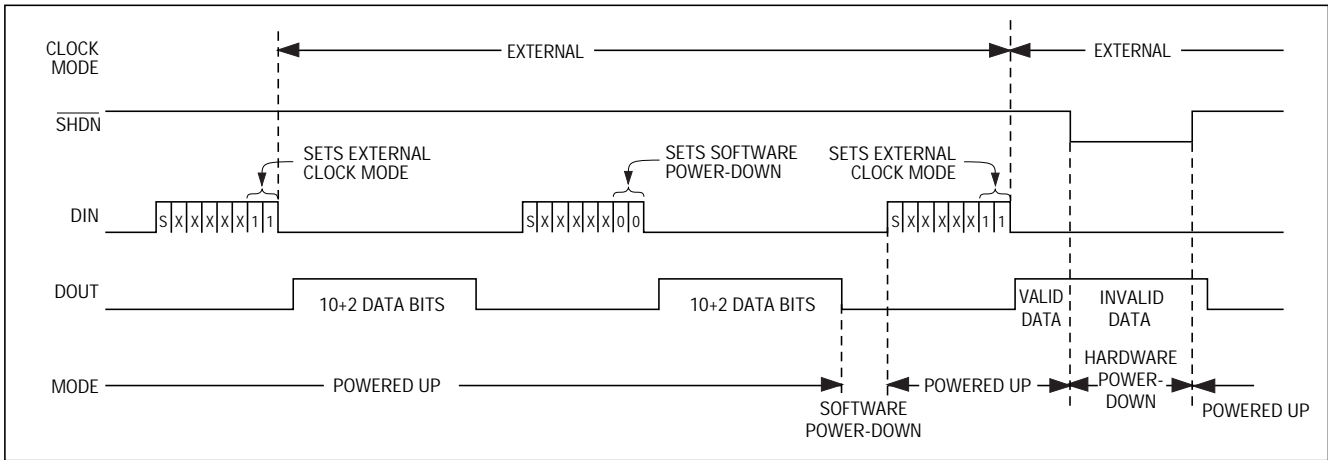 CLOCK
MODE
EXTERNAL
EXTERNAL
SHDN
SETS EXTERNAL
CLOCK MODE
SETS SOFTWARE
POWER-DOWN
SETS EXTERNAL
CLOCK MODE
DIN
S X X X X X 1 1
S X X X X X 0 0
S X X X X X 1 1
DOUT
10+2 DATA BITS
10+2 DATA BITS
VALID
DATA
INVALID
DATA
MODE
POWERED UP
SOFTWARE
POWER-DOWN
POWERED UP
HARDWARE
POWER-
DOWN
POWERED UP